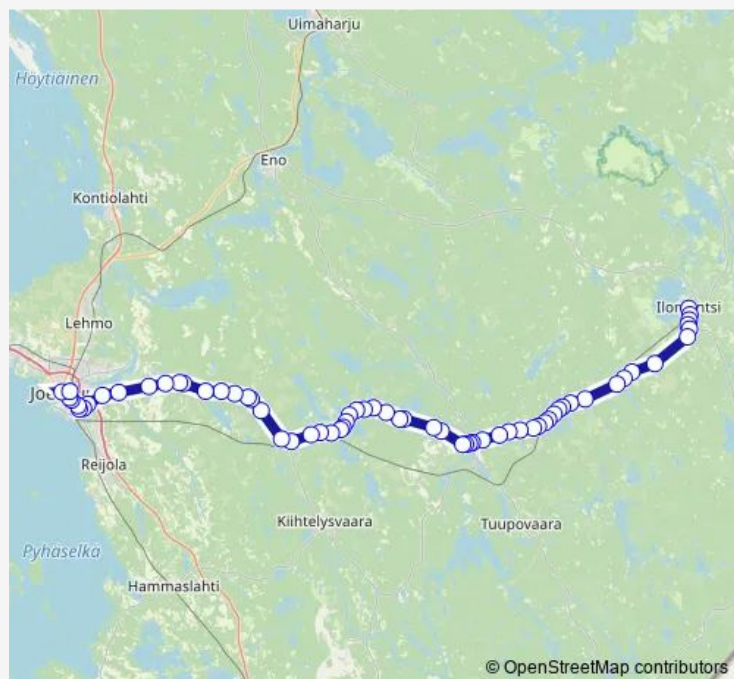 Uimaharju
Höytiäinen
Eno
Kontiolahti
Lehmo
Reijola
Kiihtelysvaara
Tuupovaara
Pyhäselkä
Hammaslahti
© OpenStreetMap contributors